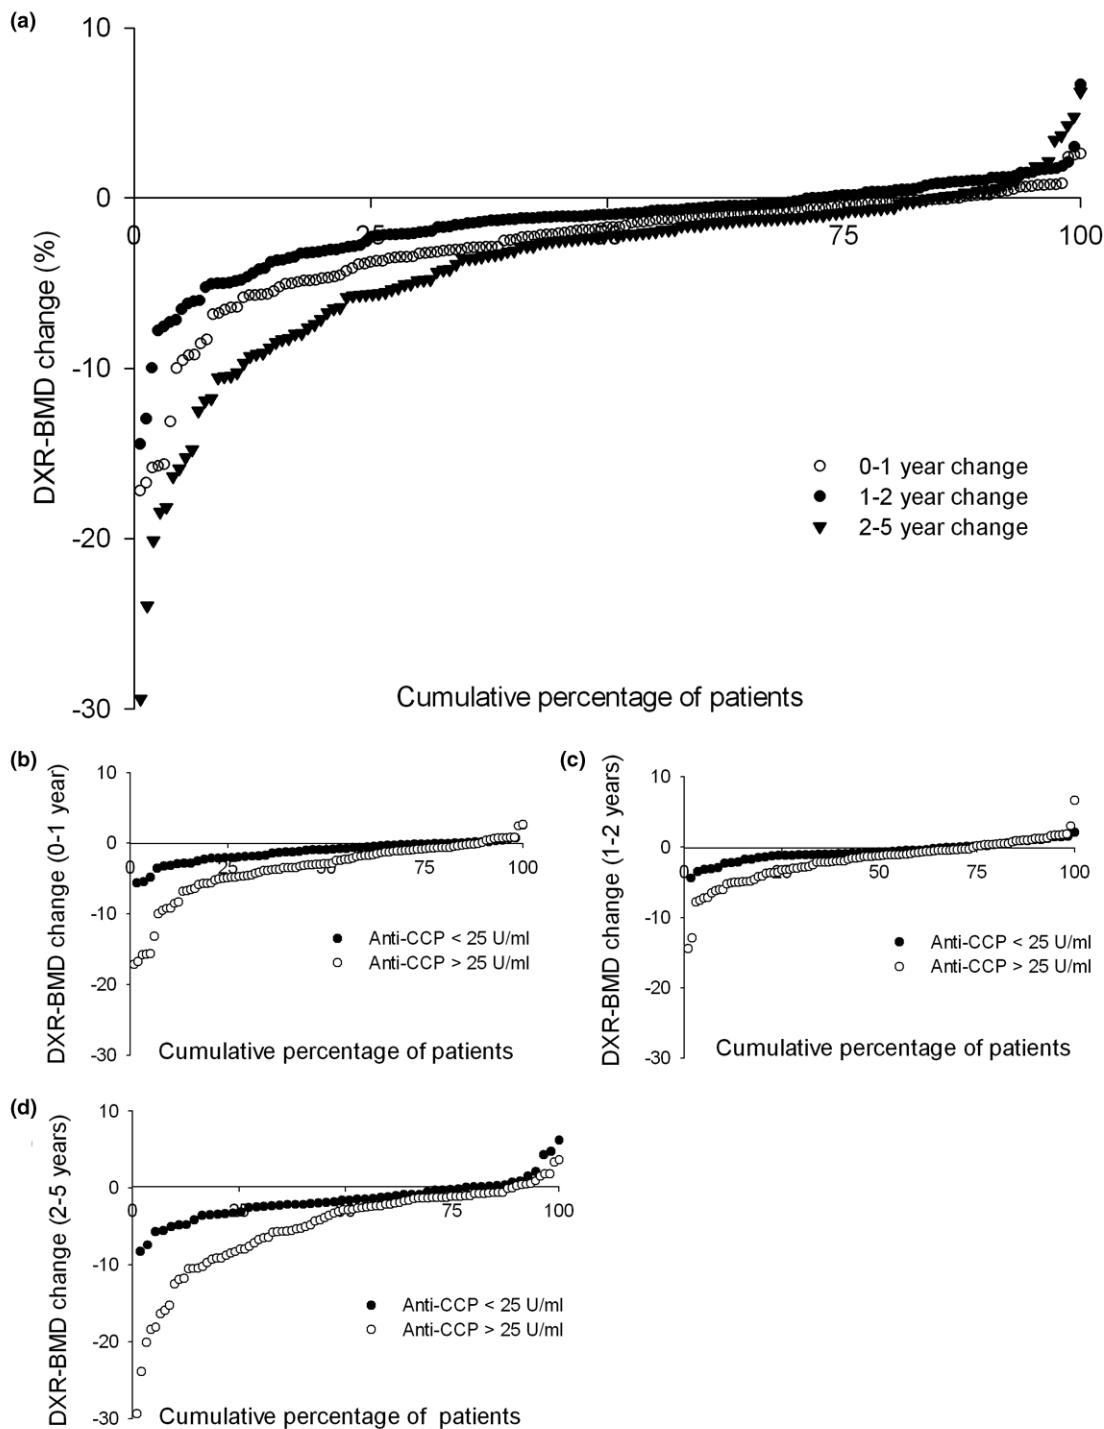 (a)
10
0
-10
-20
-30
DXR-BMD change (%)
0
75
100
0-1 year change
1-2 year change
2-5 year change
Cumulative percentage of patients
(b)
DXR-BMD change (0-1 year)
10
0
-10
-20
-30
0
25
50
75
100
Anti-CCP < 25 U/ml
Anti-CCP > 25 U/ml
Cumulative percentage of patients
(c)
DXR-BMD change (1-2 years)
10
0
-10
-20
-30
0
25
50
75
100
Anti-CCP < 25 U/ml
Anti-CCP > 25 U/ml
Cumulative percentage of patients
(d)
DXR-BMD change (2-5 years)
10
0
-10
-20
-30
0
75
100
Anti-CCP < 25 U/ml
Anti-CCP > 25 U/ml
Cumulative percentage of patients